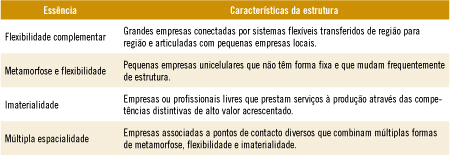 Essência Características da estrutura
Flexibilidade complementar
Grandes empresas conectadas por sistemas flexíveis transferidos de região para
região e articuladas com pequenas empresas locais.
Metamorfose e flexibilidade
Pequenas empresas unicelulares que não têm forma fixa e que mudam frequentemente
de estrutura.
Imaterialidade
Empresas ou profissionais livres que prestam serviços à produção através das compe-
tências distintivas de alto valor acrescentado.
Múltipla espacialidade
Empresas associadas a pontos de contacto diversos que combinam múltiplas formas
de metamorfose, flexibilidade e imaterialidade.